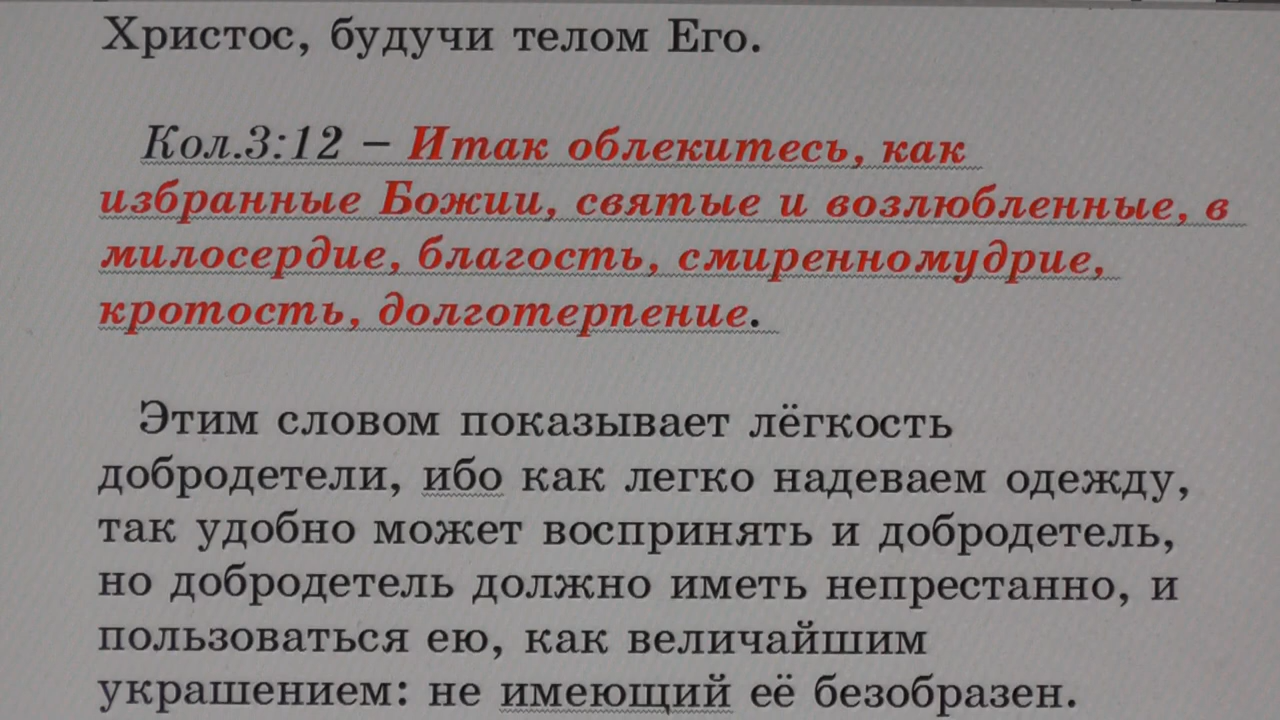 Христос, будучи телом Его.
Кол.3:12 – Итак облекитесь, как
избранные Божии, святые и возлюбленные, в
милосердие, благость, смиренномудрие,
кротость, долготерпение.
Этим словом показывает лёгкость
добродетели, ибо как легко надеваем одежду,
так удобно может воспринять и добродетель,
но добродетель должно иметь непрестанно, и
пользоваться ею, как величайшим
украшением: не имеющий её безобразен.